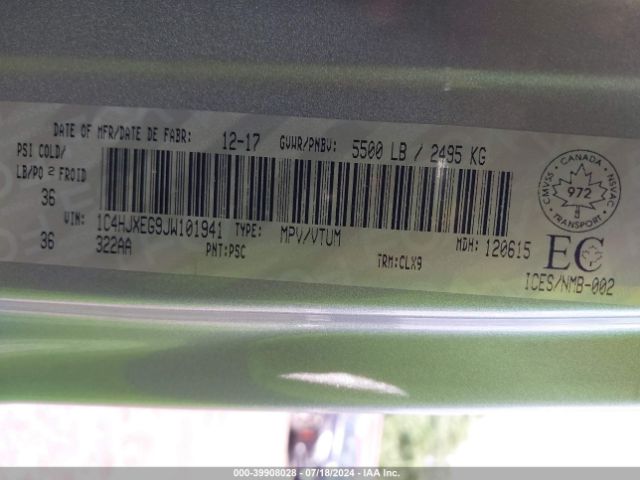 DATE OF MFR/DATE DE FABR: 12-17 GVWR/PNBV: 5500 LB / 2495 KG
PSI COLD/
LB/PO 2 FROID
36
VIN: 1C4HJXEG9JW101941 TYPE: MPV/VTUM MDH: 120615
36 322AA PNT:PSC TRM:CLX9
CMVSS CANADA NSVAC
972
TRANSPORT
EC
ICES/NMB-002
000-39908028 - 07/18/2024 - IAA Inc.